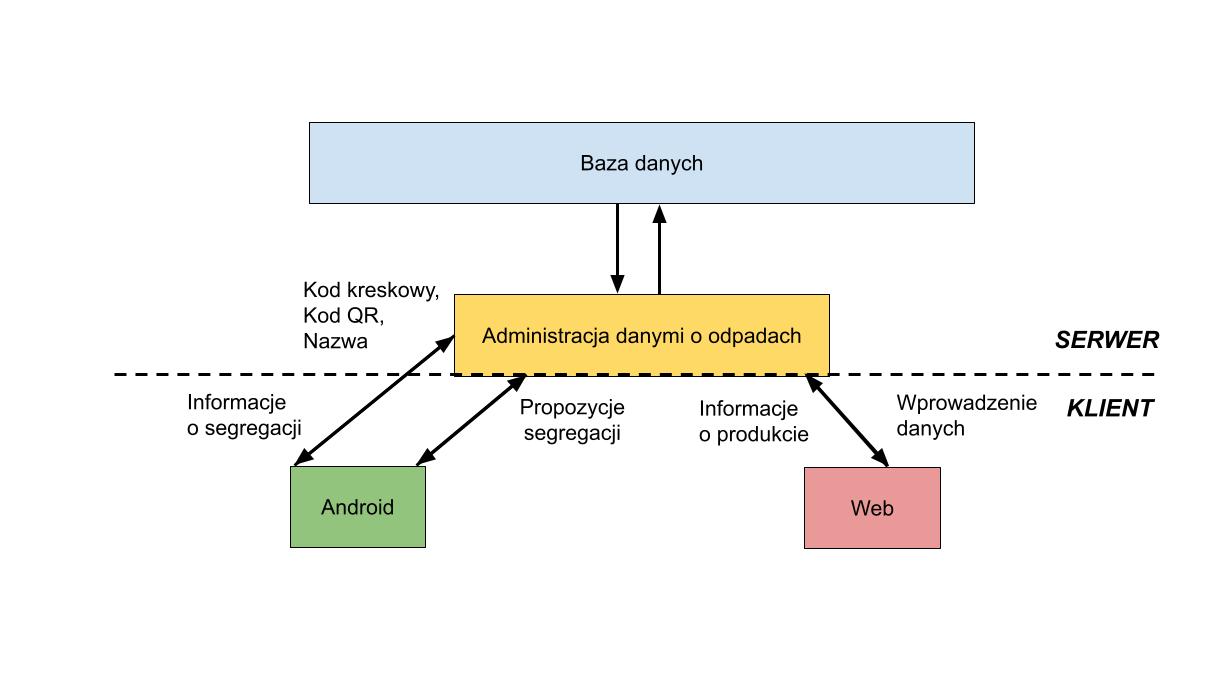 Baza danych
Kod kreskowy,
Kod QR,
Nazwa
Administracja danymi o odpadach
SERWER
Informacje
o segregacji
Propozycje
segregacji
Informacje
o produkcie
Wprowadzenie
danych
KLIENT
Android
Web